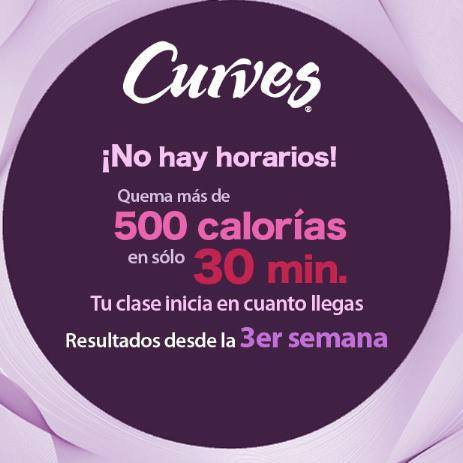 Curves®
¡No hay horarios!
Quema más de
500 calorías
en sólo 30 min.
Tu clase inicia en cuanto llegas
Resultados desde la 3er semana